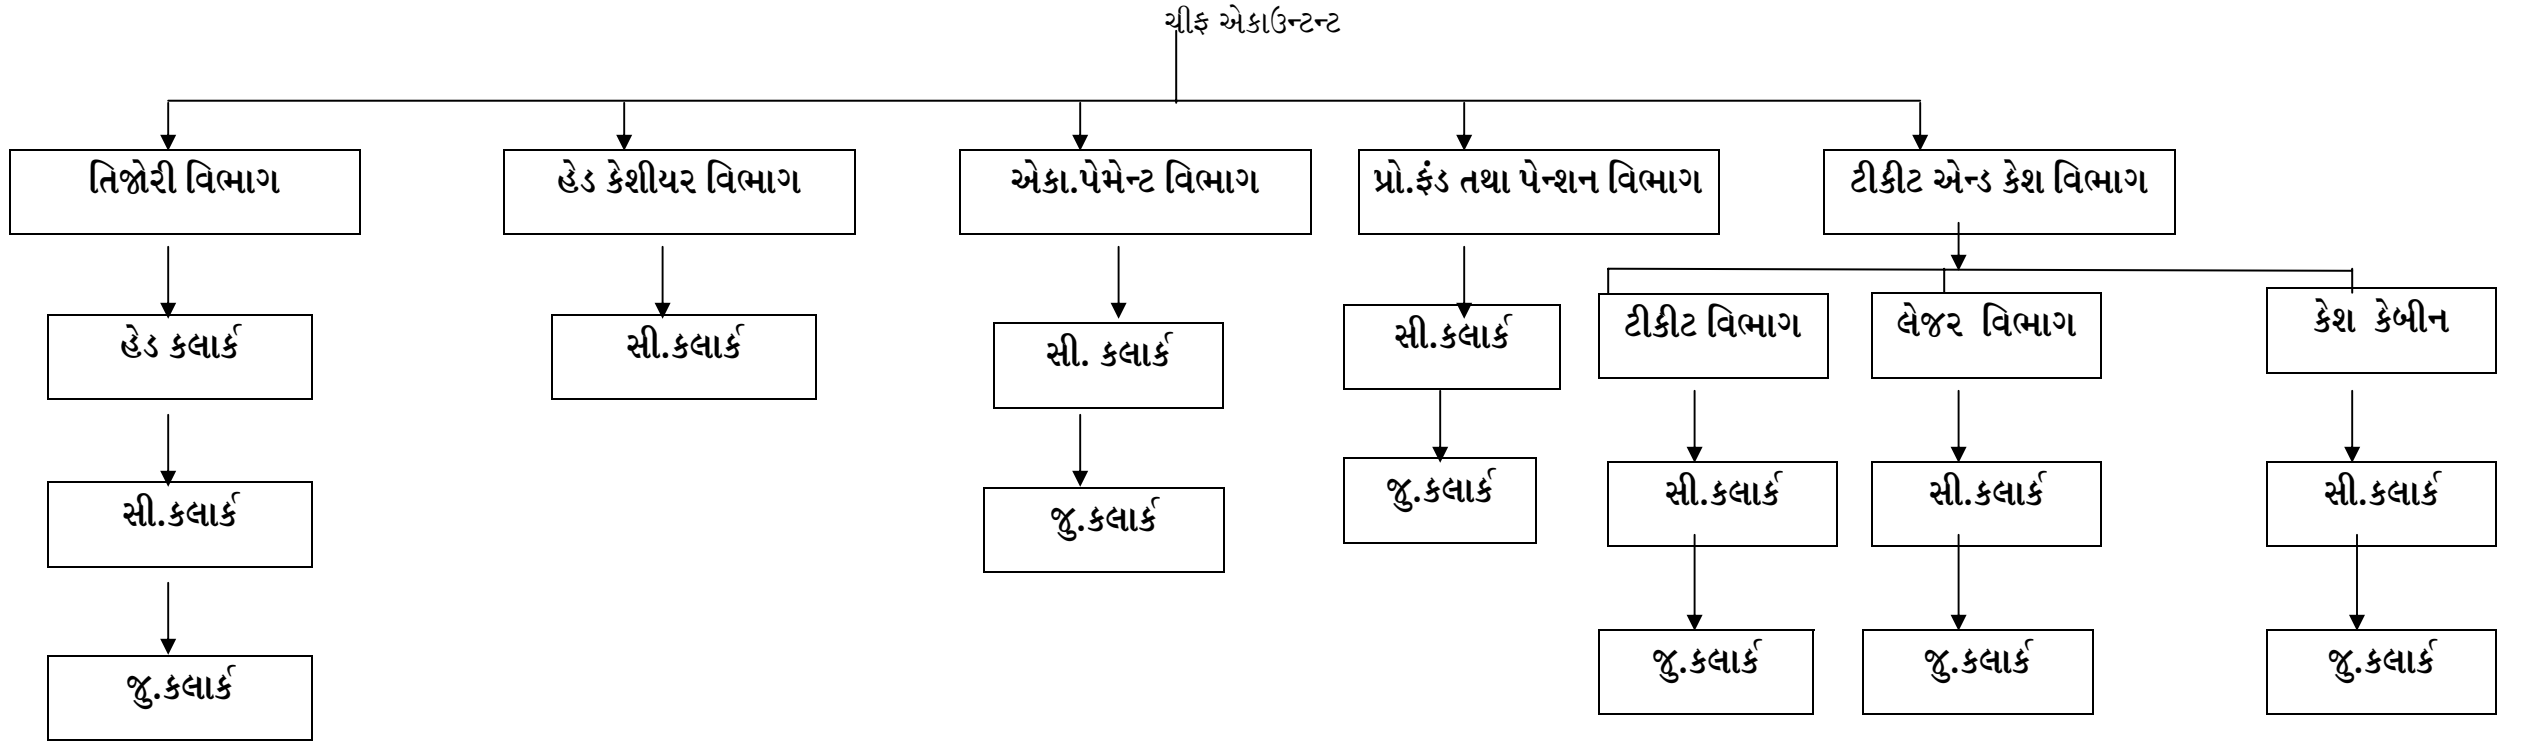 ચીફ એકાઉન્ટન્ટ
તિજોરી વિભાગ
હેડ કેશીયર વિભાગ
એકા.પેમેન્ટ વિભાગ
પ્રો.ફંડ તથા પેન્શન વિભાગ
ટીકીટ એન્ડ કેશ વિભાગ
હેડ કલાર્ક
સી.કલાર્ક
સી. કલાર્ક
સી.કલાર્ક
ટીકીટ વિભાગ
લેજર વિભાગ
કેશ કેબીન
સી.કલાર્ક
જુ.કલાર્ક
જુ.કલાર્ક
સી.કલાર્ક
સી.કલાર્ક
સી.કલાર્ક
જુ.કલાર્ક
જુ.કલાર્ક
જુ.કલાર્ક
જુ.કલાર્ક